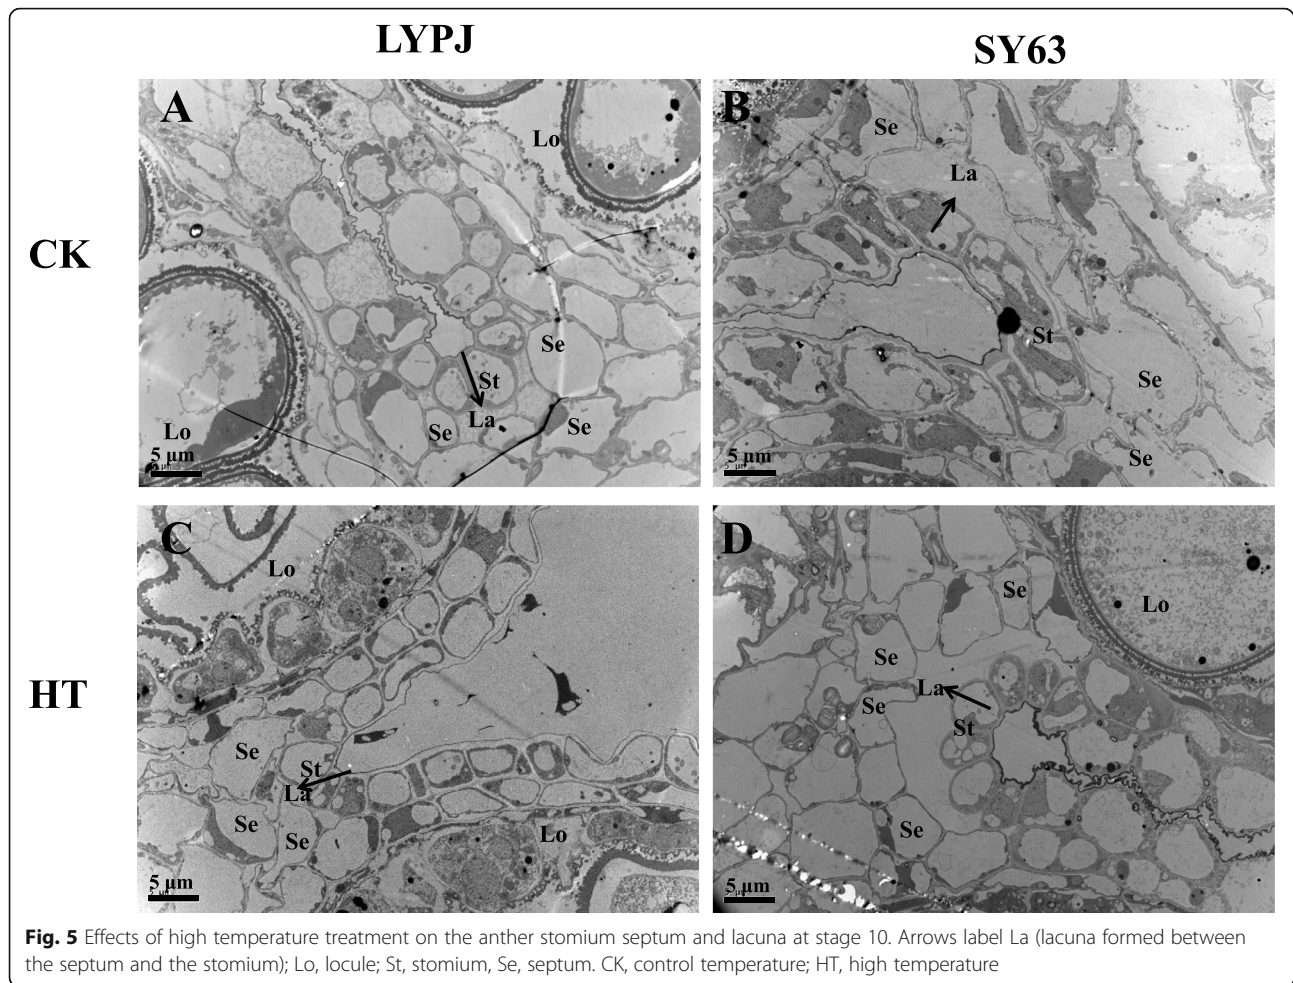 LYPJ
SY63
CK
HT
A
Lo
Lo
Se
St
La
Se
Se
5 μm
B
Se
La
St
Se
Se
5 μm
C
Lo
Se
St
La
Se
Se
Lo
5 μm
D
Se
Lo
Se
La
Se
St
Se
5 μm
Fig. 5 Effects of high temperature treatment on the anther stomium septum and lacuna at stage 10. Arrows label La (lacuna formed between
the septum and the stomium); Lo, locule; St, stomium, Se, septum. CK, control temperature; HT, high temperature